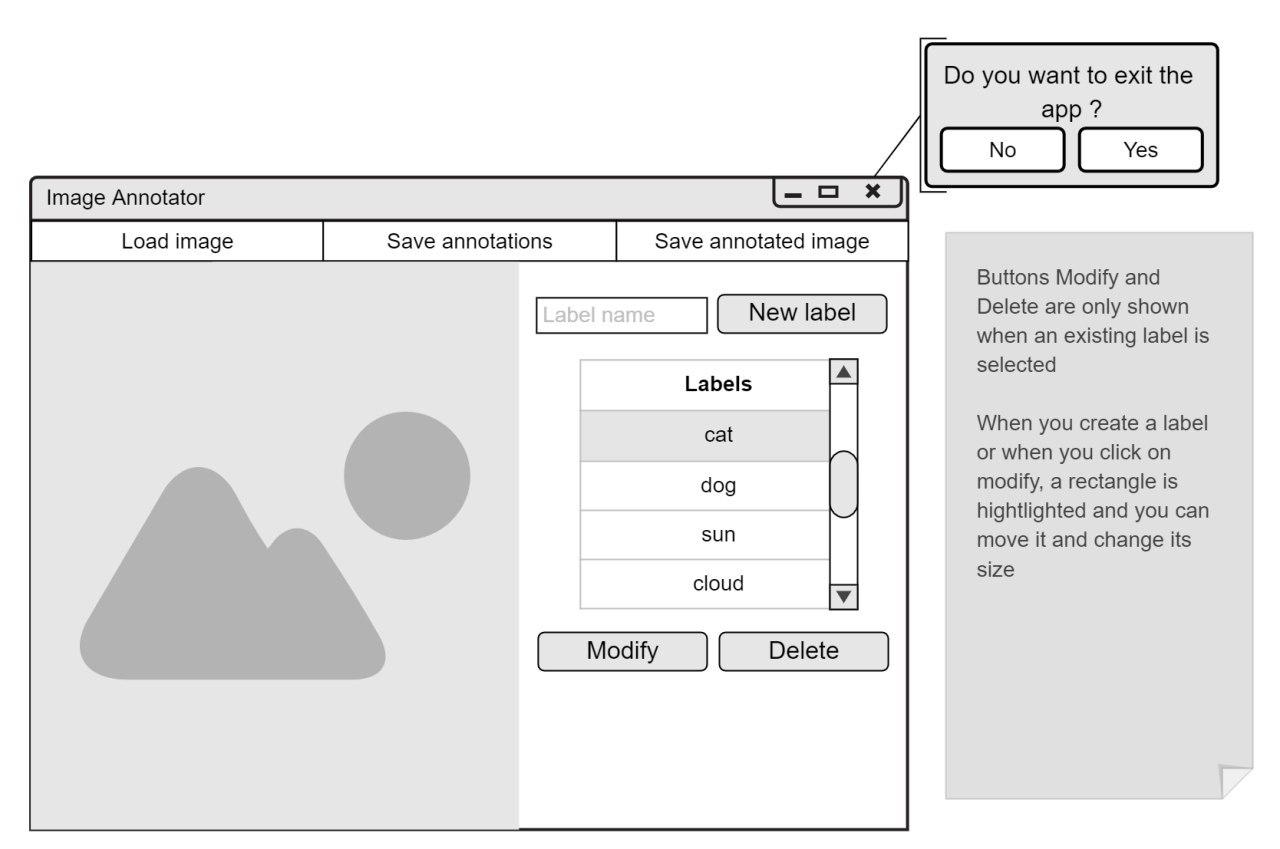 Do you want to exit the
app ?
No
Yes
Image Annotator
Load image
Save annotations
Save annotated image
Label name
New label
Labels
cat
dog
sun
cloud
Modify
Delete
Buttons Modify and
Delete are only shown
when an existing label is
selected
When you create a label
or when you click on
modify, a rectangle is
hightlighted and you can
move it and change its
size